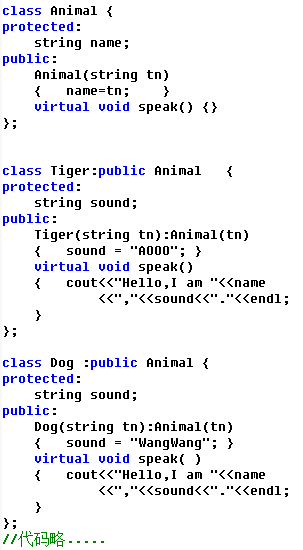 class Animal {
protected:
    string name;
public:
    Animal(string tn)
    {   name=tn;    }
    virtual void speak() {}
};
class Tiger:public Animal   {
protected:
    string sound;
public:
    Tiger(string tn):Animal(tn)
    {   sound = "AOOO"; }
    virtual void speak()
    {   cout<<"Hello,I am "<<name
            <<","<<sound<<"."<<endl;
    }
};
class Dog :public Animal {
protected:
    string sound;
public:
    Dog(string tn):Animal(tn)
    {   sound = "WangWang"; }
    virtual void speak( )
    {   cout<<"Hello,I am "<<name
            <<","<<sound<<"."<<endl;
    }
};
//代码略.....